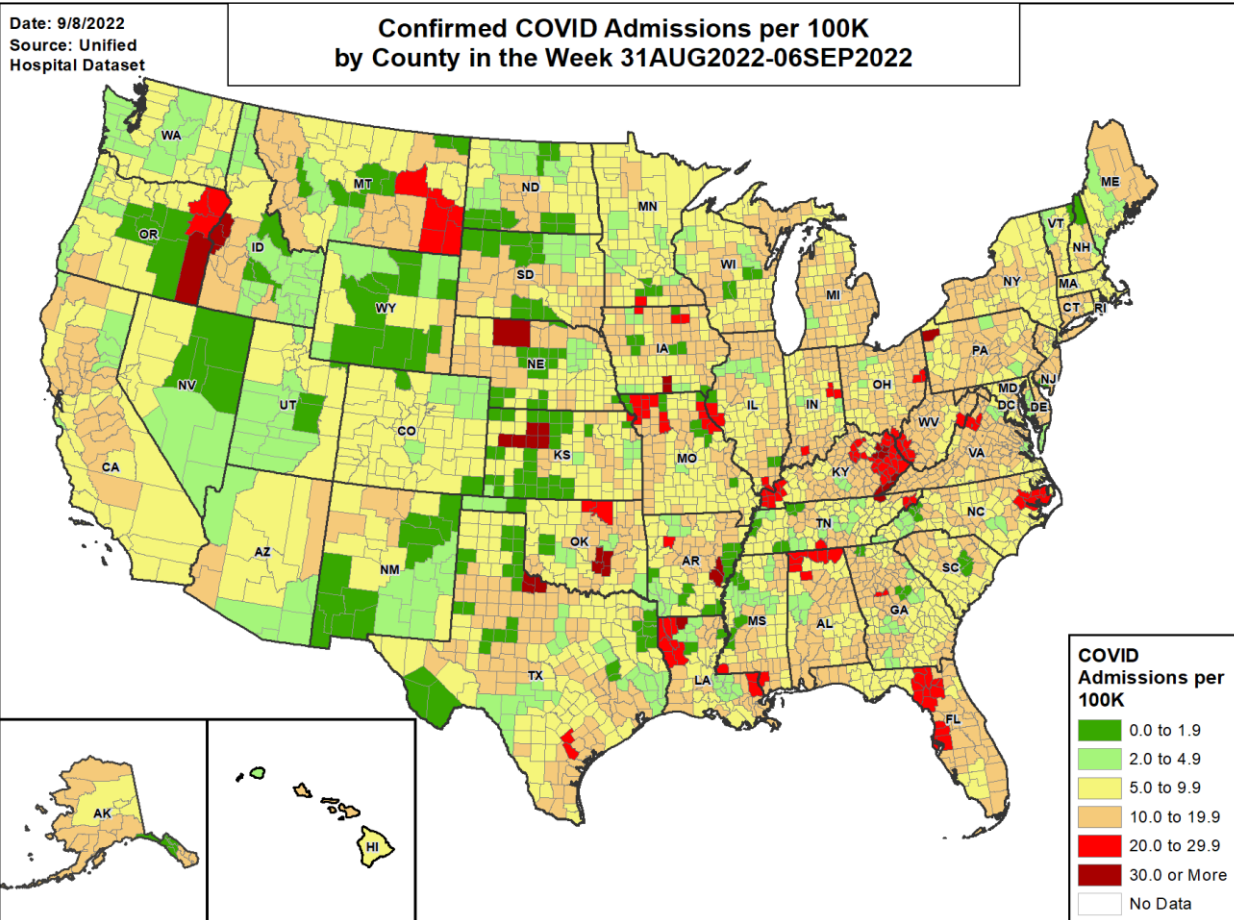 Date: 9/8/2022
Source: Unified
Hospital Dataset
Confirmed COVID Admissions per 100K
by County in the Week 31AUG2022-06SEP2022
WA
MT
ND
MN
ME
VT
NH
OR
ID
WI
MI
NY
MA
CT
RI
SD
WY
IA
PA
NJ
NE
NV
UT
IL
IN
OH
MD
DE
DC
CO
WV
VA
CA
KS
MO
KY
NC
TN
AZ
NM
OK
AR
SC
MS
AL
GA
TX
LA
FL
AK
HI
COVID
Admissions per
100K
0.0 to 1.9
2.0 to 4.9
5.0 to 9.9
10.0 to 19.9
20.0 to 29.9
30.0 or More
No Data